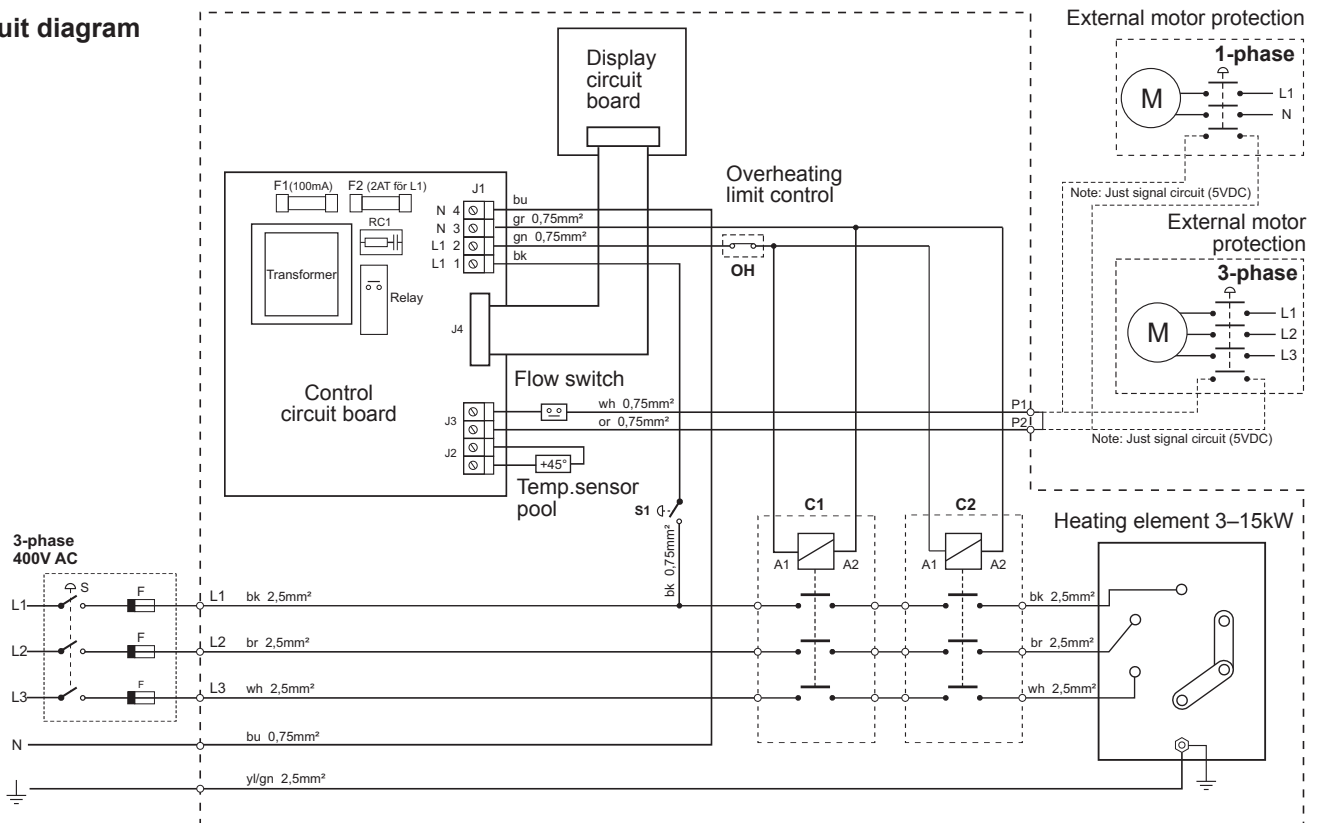 uit diagram
External motor protection
1-phase
M
L1
N
Note: Just signal circuit (5VDC)
External motor
protection
3-phase
M
L1
L2
L3
Note: Just signal circuit (5VDC)
Display
circuit
board
Overheating
limit control
OH
F1(100mA)
F2 (2AT för L1)
J1
RC1
Transformer
Relay
N 4
N 3
L1 2
L1 1
bu
gr 0,75mm²
gn 0,75mm²
bk
J4
Control
circuit board
Flow switch
J3
J2
wh 0,75mm²
or 0,75mm²
P1
P2
+45°
Temp.sensor
pool
S1
bk 0,75mm²
C1
A1
A2
C2
A1
A2
Heating element 3–15kW
3-phase
400V AC
S
F
F
F
L1
L2
L3
N
L1 bk 2,5mm²
L2 br 2,5mm²
L3 wh 2,5mm²
bu 0,75mm²
yl/gn 2,5mm²
bk 2,5mm²
br 2,5mm²
wh 2,5mm²